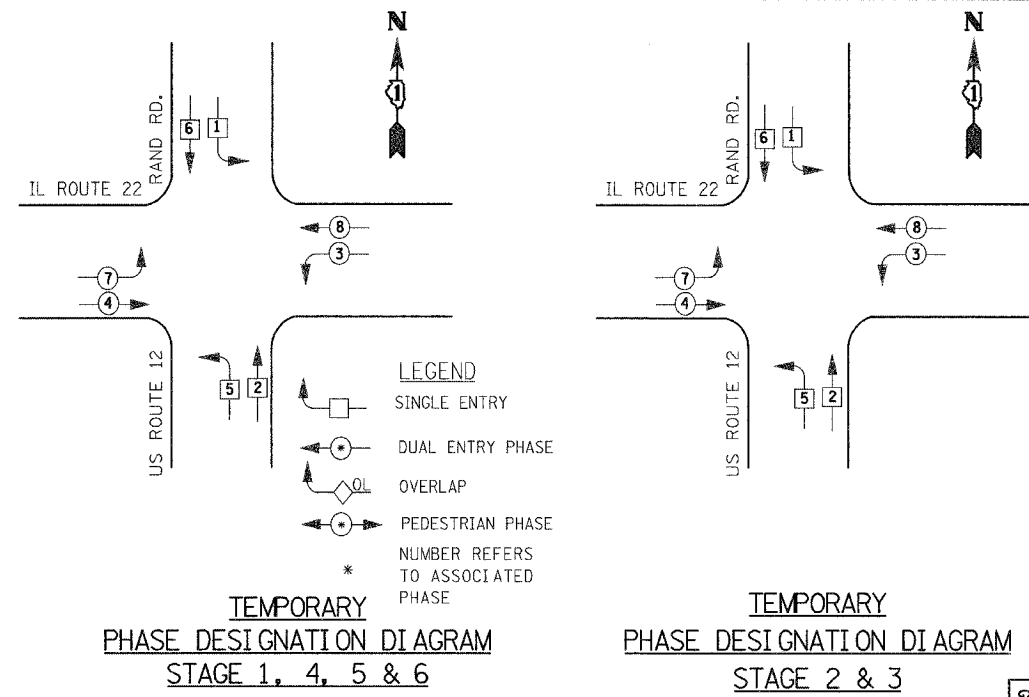 N
1
6 1
RAND RD.
IL ROUTE 22
8
3
7
4
5 2
US ROUTE 12
LEGEND
SINGLE ENTRY
* DUAL ENTRY PHASE
OL OVERLAP
* PEDESTRIAN PHASE
* NUMBER REFERS
TO ASSOCIATED
PHASE
TEMPORARY
PHASE DESIGNATION DIAGRAM
STAGE 1, 4, 5 & 6
N
1
6 1
RAND RD.
IL ROUTE 22
8
3
7
4
5 2
US ROUTE 12
TEMPORARY
PHASE DESIGNATION DIAGRAM
STAGE 2 & 3